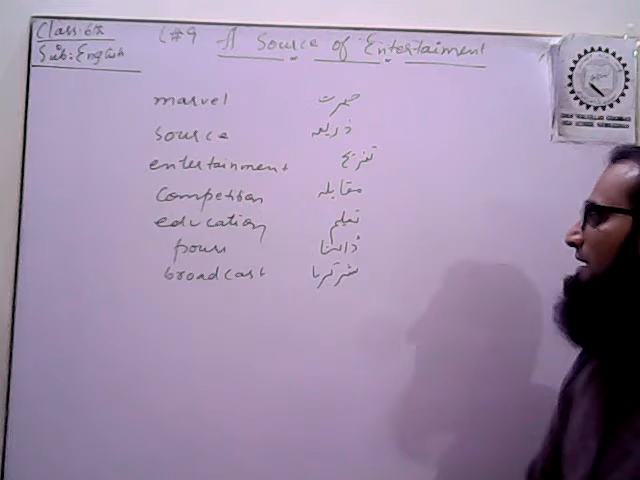 Class: 6th
Sub: English
L#9 A Source of Entertaiment
marvel حیرت
source ذریعہ
entertainment تفریح
Competition مقابلہ
education تعلیم
pour ڈالنا
broadcast نشر کرنا